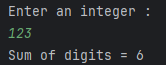 Enter an integer :
123
Sum of digits = 6